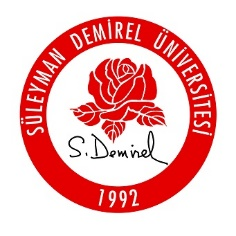 SÜLEYMAN DEMİREL ÜNİVERSİTESİ
S. Demirel
1992